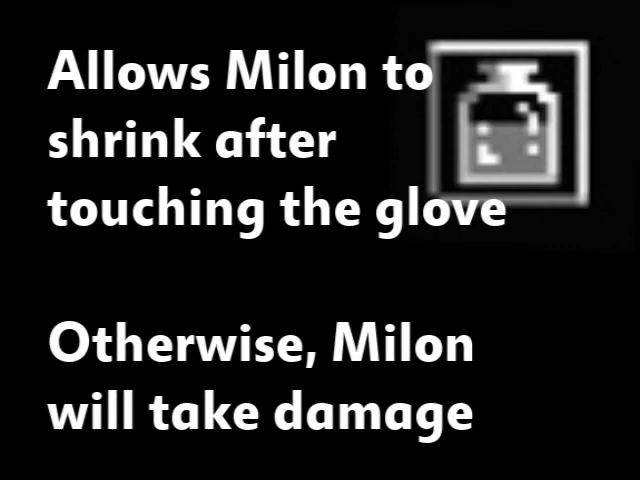 Allows Milon to
shrink after
touching the glove
Otherwise, Milon
will take damage